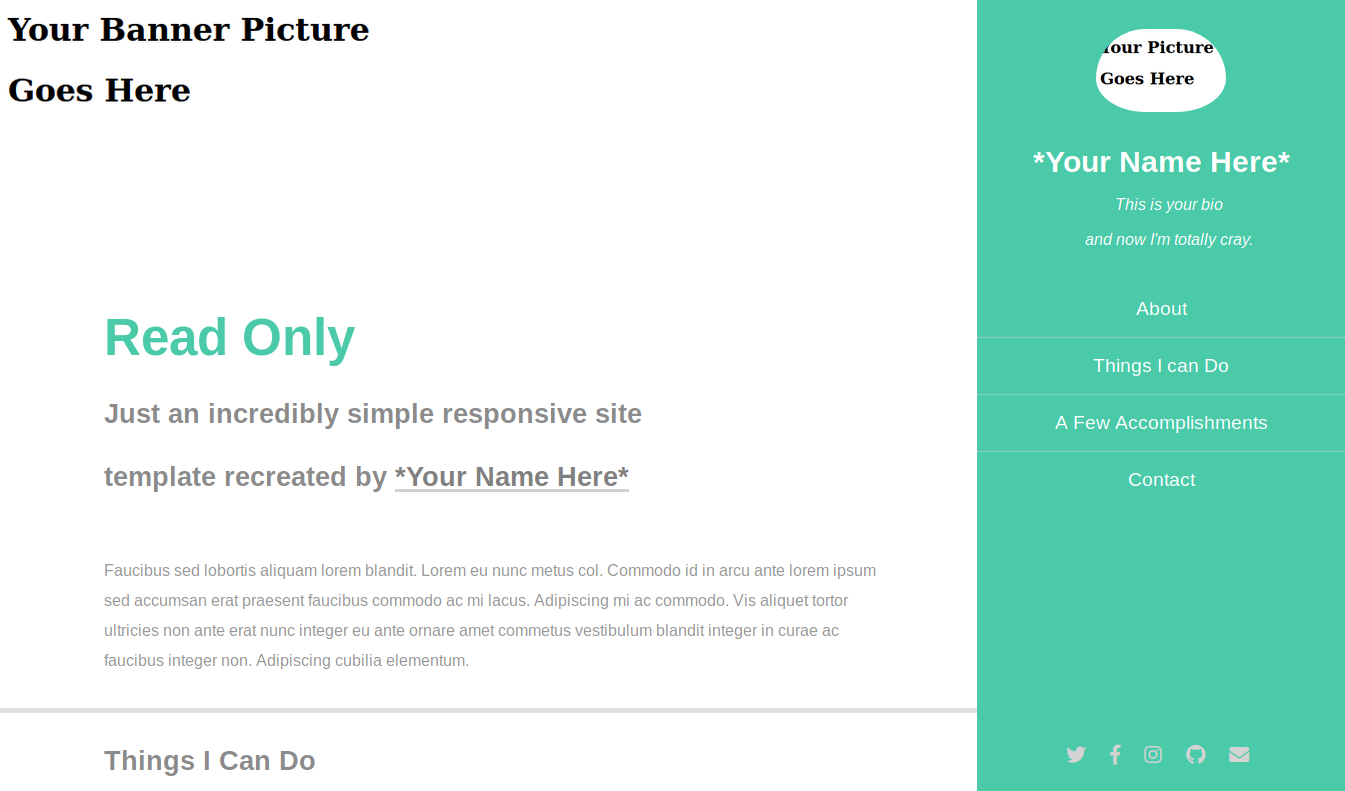 Your Banner Picture
Goes Here
Read Only
Just an incredibly simple responsive site
template recreated by *Your Name Here*
Faucibus sed lobortis aliquam lorem blandit. Lorem eu nunc metus col. Commodo id in arcu ante lorem ipsum
sed accumsan erat praesent faucibus commodo ac mi lacus. Adipiscing mi ac commodo. Vis aliquet tortor
ultricies non ante erat nunc integer eu ante ornare amet commetus vestibulum blandit integer in curae ac
faucibus integer non. Adipiscing cubilia elementum.
Things I Can Do
Your Picture
Goes Here
*Your Name Here*
This is your bio
and now I'm totally cray.
About
Things I can Do
A Few Accomplishments
Contact